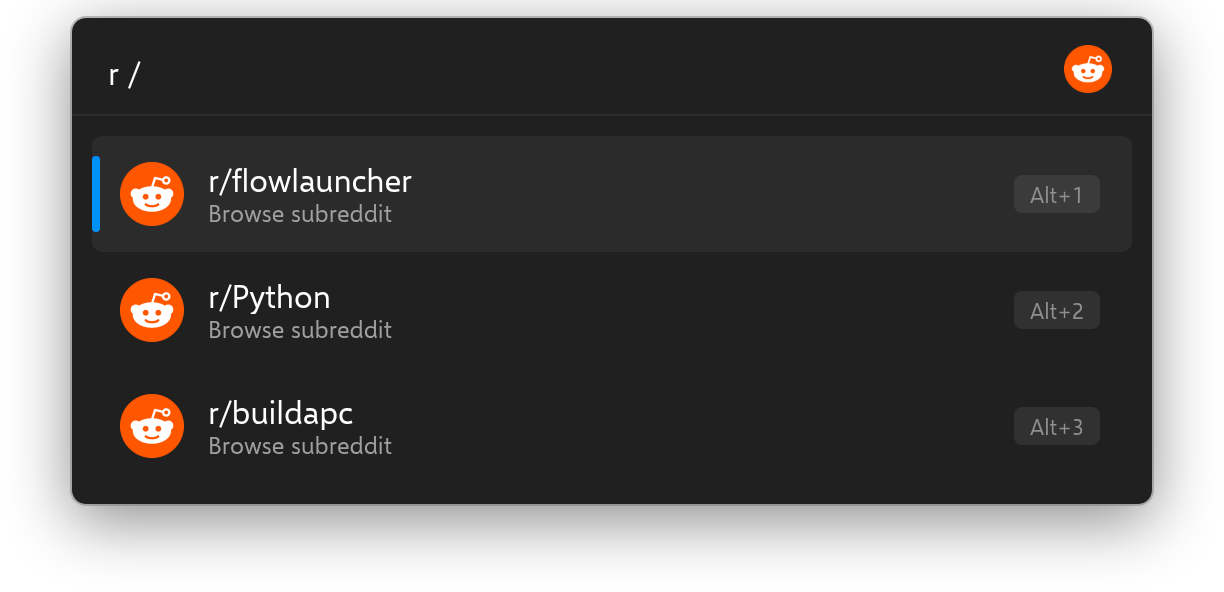 r /
r/flowlauncher
Browse subreddit
Alt+1
r/Python
Browse subreddit
Alt+2
r/buildapc
Browse subreddit
Alt+3